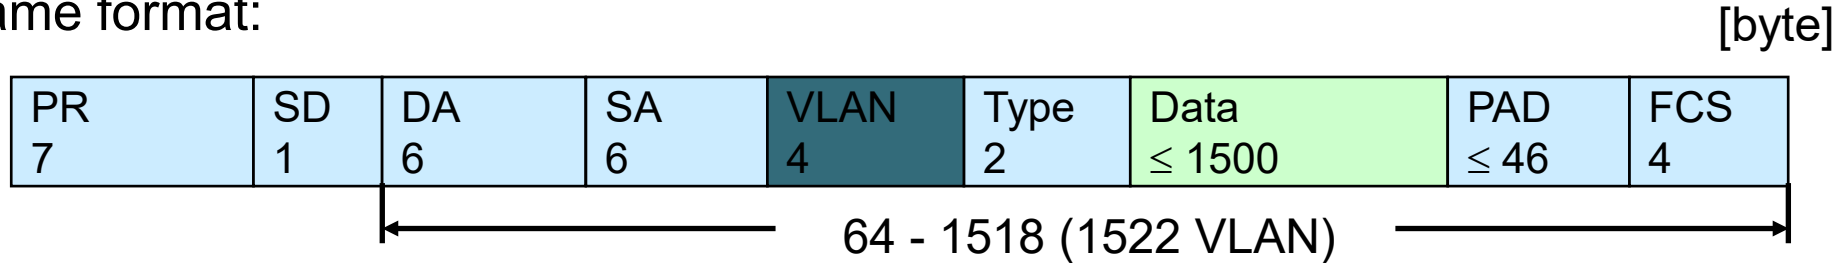 ame format:
[byte]
PR SD DA SA VLAN Type Data PAD FCS
7 1 6 6 4 2 ≤ 1500 ≤ 46 4
64 - 1518 (1522 VLAN)